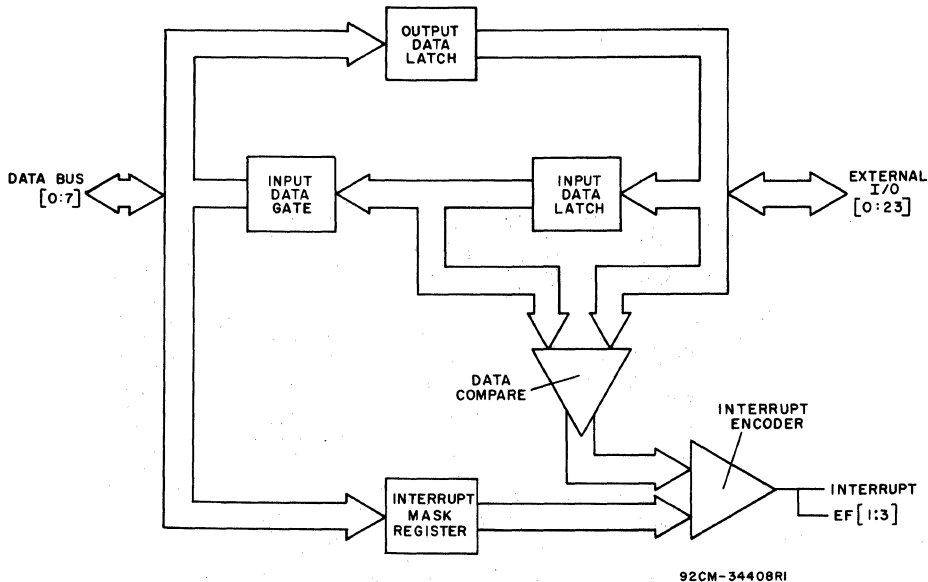 OUTPUT
DATA
LATCH
DATA BUS
[0:7]
INPUT
DATA
GATE
INPUT
DATA
LATCH
EXTERNAL
I/O
[0:23]
DATA
COMPARE
INTERRUPT
ENCODER
INTERRUPT
MASK
REGISTER
INTERRUPT
EF[1:3]
92CM-34408RI